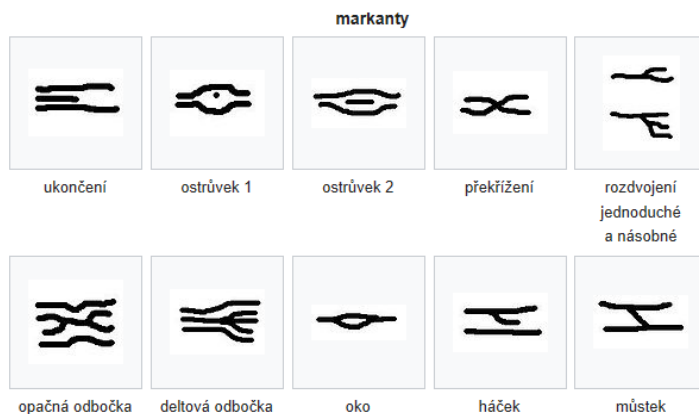 markanty
ukončení
ostrůvek 1
ostrůvek 2
překřížení
rozdvojení
jednoduché
a násobné
opačná odbočka
deltová odbočka
oko
háček
můstek